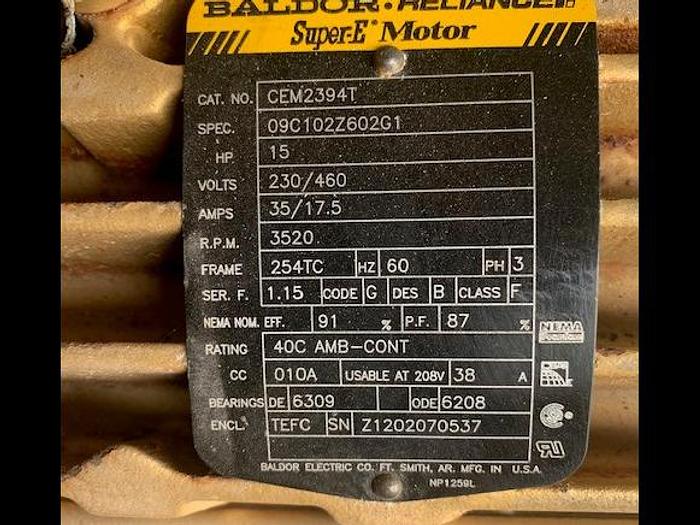 BALDOR · RELIANCE
Super-E Motor
CAT. NO. CEM2394T
SPEC. 09C102Z602G1
HP 15
VOLTS 230/460
AMPS 35/17.5
R.P.M. 3520
FRAME 254TC HZ 60 PH 3
SER. F. 1.15 CODE G DES B CLASS F
NEMA NOM. EFF. 91 % P.F. 87 %
RATING 40C AMB-CONT
CC 010A USABLE AT 208V 38 A
BEARINGS DE 6309 ODE 6208
ENCL. TEFC SN Z1202070537
NEMA
BALDOR ELECTRIC CO. FT. SMITH, AR. MFG. IN U.S.A.
NP1259L